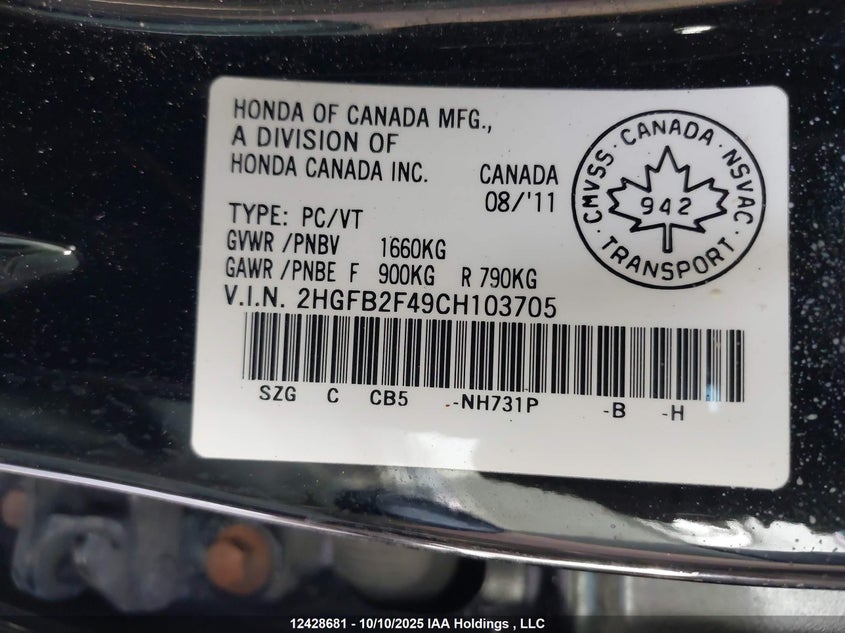 HONDA OF CANADA MFG.,
A DIVISION OF
HONDA CANADA INC. CANADA
08/'11
TYPE: PC/VT
GVWR /PNBV 1660KG
GAWR /PNBE F 900KG R 790KG
V.I.N. 2HGFB2F49CH103705
SZG C CB5 --NH731P -B -H
CMVSS · CANADA · NSVAC
942
· TRANSPORT ·
12428681 - 10/10/2025 IAA Holdings , LLC